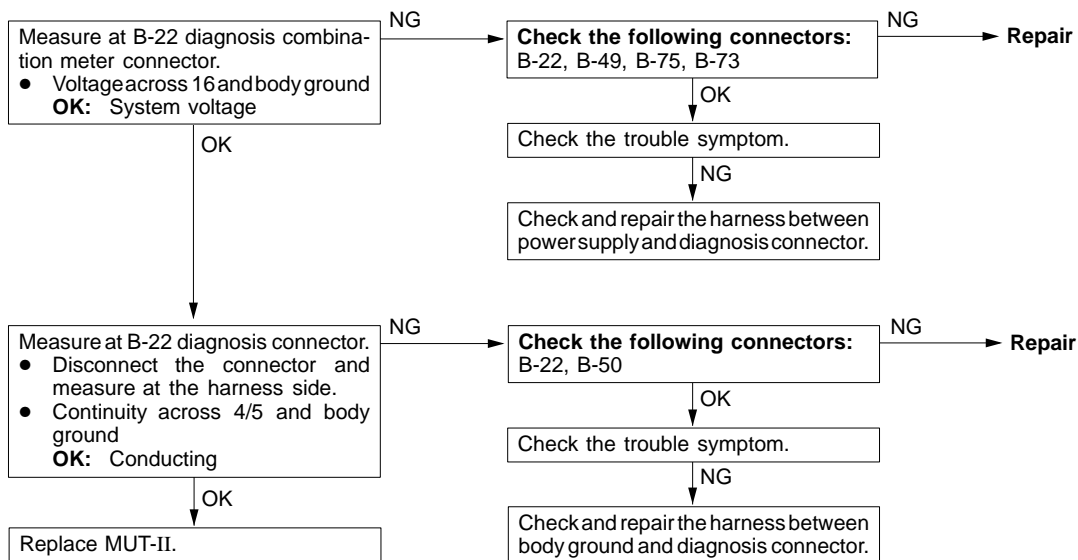 Measure at B-22 diagnosis combina-
tion meter connector.
● Voltage across 16 and body ground
OK: System voltage
NG
Check the following connectors:
B-22, B-49, B-75, B-73
NG
Repair
OK
Check the trouble symptom.
NG
Check and repair the harness between
power supply and diagnosis connector.
OK
Measure at B-22 diagnosis connector.
● Disconnect the connector and
measure at the harness side.
● Continuity across 4/5 and body
ground
OK: Conducting
NG
Check the following connectors:
B-22, B-50
NG
Repair
OK
Check the trouble symptom.
NG
Check and repair the harness between
body ground and diagnosis connector.
OK
Replace MUT-II.